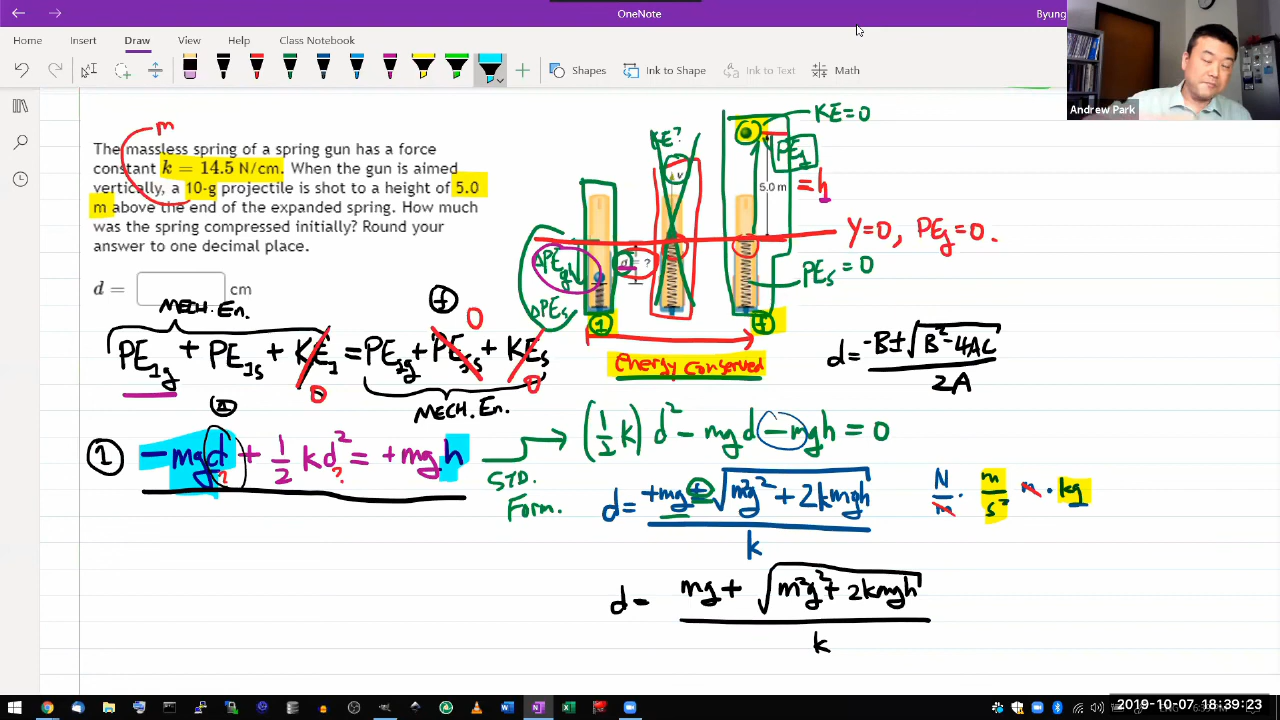 OneNote
Byung
Home Insert Draw View Help Class Notebook
Shapes Ink to Shape Ink to Text Math
Andrew Park
m
The massless spring of a spring gun has a force
constant k = 14.5 N/cm. When the gun is aimed
vertically, a 10-g projectile is shot to a height of 5.0
m above the end of the expanded spring. How much
was the spring compressed initially? Round your
answer to one decimal place.
d = cm
KE=0
KE?
PEg
v
5.0 m = h
Y=0, PEg=0.
ΔPEg↓
d = ?
PEs=0
ΔPEs
1
f
Energy conserved
MECH. En.
f
0
PE1g + PE1s + KE1 = PEfg + PEfs + KEf
0
0
MECH. En.
d = (-B ± √(B² - 4AC)) / 2A
① -mgd + ½ kd² = +mgh
? ?
STD.
Form.
(½k) d² - mgd - mgh = 0
d = (+mg ± √(m²g² + 2kmgh)) / k
N/m · m/s² m · kg
d = (mg + √(m²g² + 2kmgh)) / k
2019-10-07 18:39:23